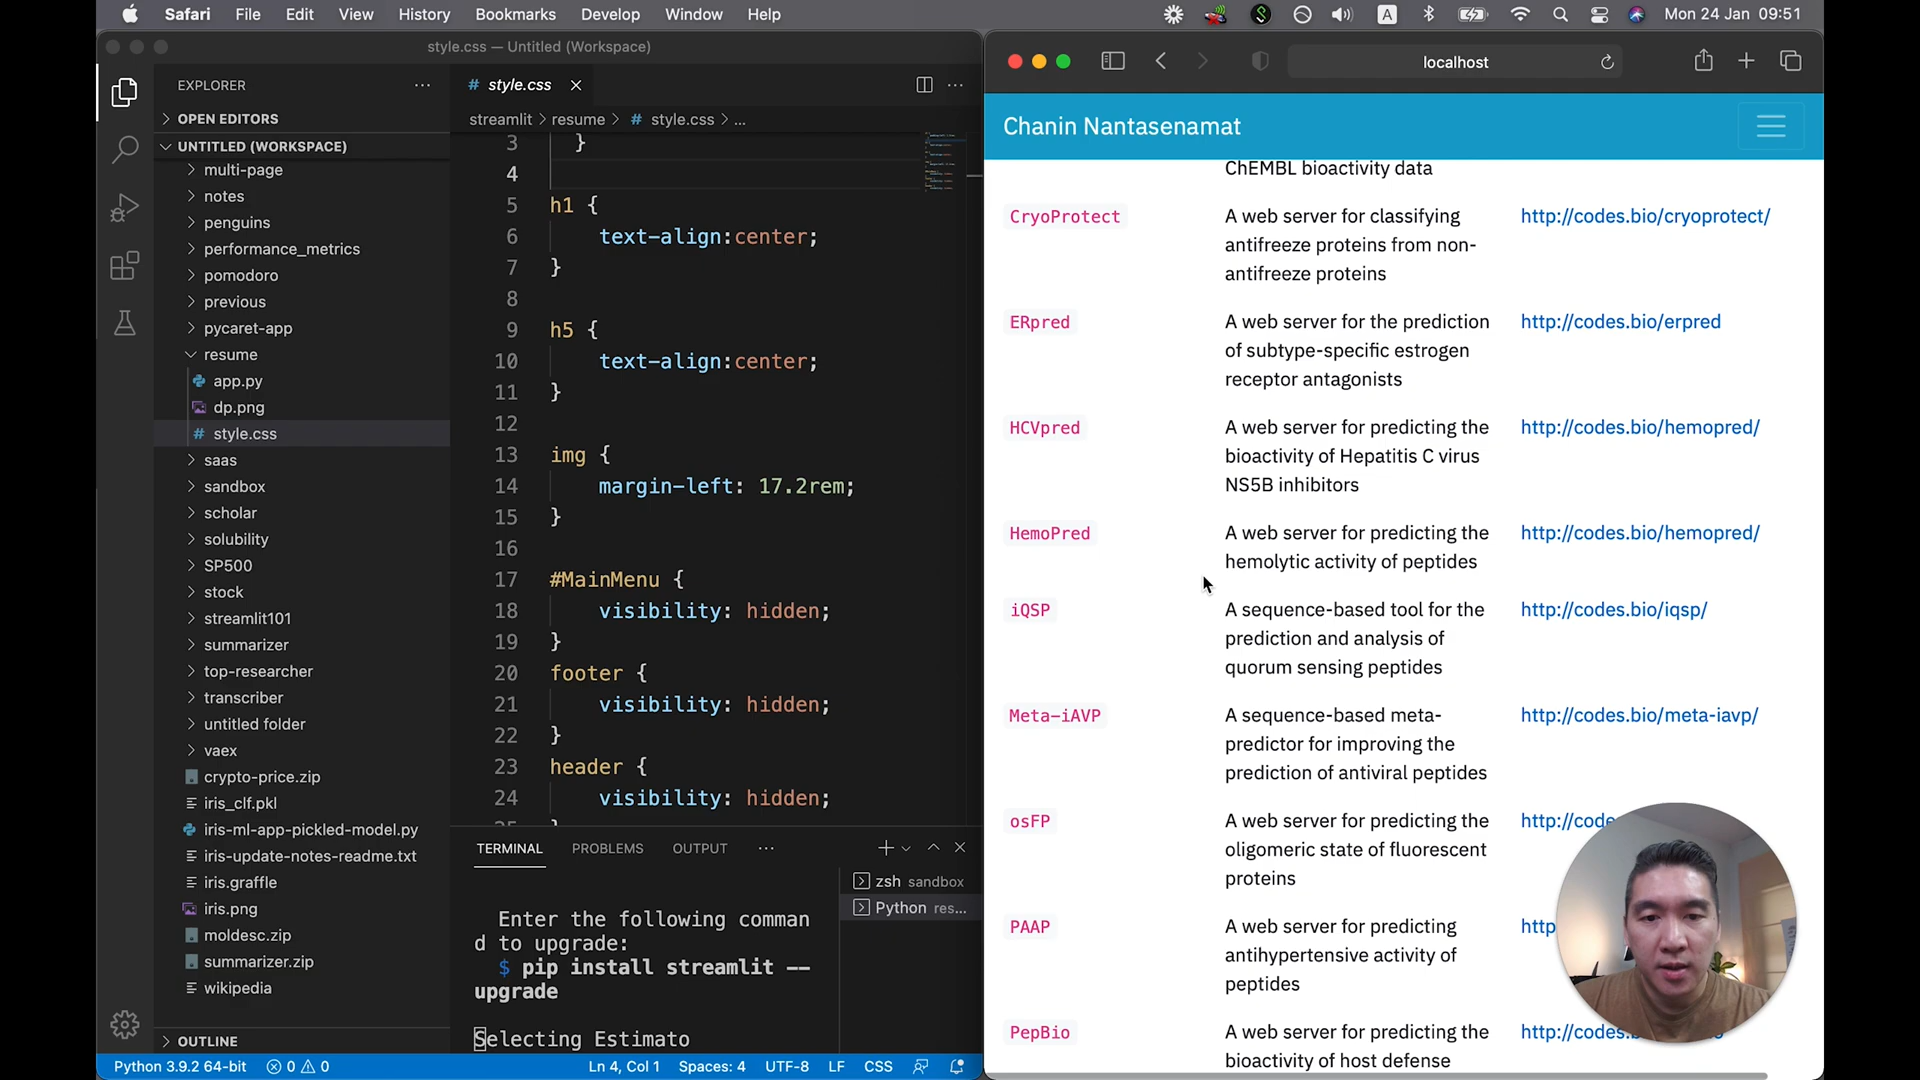 Safari File Edit View History Bookmarks Develop Window Help
A
Mon 24 Jan 09:51
style.css — Untitled (Workspace)
EXPLORER
OPEN EDITORS
UNTITLED (WORKSPACE)
multi-page
notes
penguins
performance_metrics
pomodoro
previous
pycaret-app
resume
app.py
dp.png
# style.css
saas
sandbox
scholar
solubility
SP500
stock
streamlit101
summarizer
top-researcher
transcriber
untitled folder
vaex
crypto-price.zip
iris_clf.pkl
iris-ml-app-pickled-model.py
iris-update-notes-readme.txt
iris.graffle
iris.png
moldesc.zip
summarizer.zip
wikipedia
OUTLINE
# style.css
streamlit > resume > # style.css > ...
3 }
4
5 h1 {
6 text-align:center;
7 }
8
9 h5 {
10 text-align:center;
11 }
12
13 img {
14 margin-left: 17.2rem;
15 }
16
17 #MainMenu {
18 visibility: hidden;
19 }
20 footer {
21 visibility: hidden;
22 }
23 header {
24 visibility: hidden;
25 }
TERMINAL PROBLEMS OUTPUT
Enter the following comman
d to upgrade:
$ pip install streamlit --
upgrade
Selecting Estimato
zsh sandbox
Python res...
Python 3.9.2 64-bit 0 0 Ln 4, Col 1 Spaces: 4 UTF-8 LF CSS
localhost
Chanin Nantasenamat
ChEMBL bioactivity data
CryoProtect A web server for classifying http://codes.bio/cryoprotect/
antifreeze proteins from non-
antifreeze proteins
ERpred A web server for the prediction http://codes.bio/erpred
of subtype-specific estrogen
receptor antagonists
HCVpred A web server for predicting the http://codes.bio/hemopred/
bioactivity of Hepatitis C virus
NS5B inhibitors
HemoPred A web server for predicting the http://codes.bio/hemopred/
hemolytic activity of peptides
iQSP A sequence-based tool for the http://codes.bio/iqsp/
prediction and analysis of
quorum sensing peptides
Meta-iAVP A sequence-based meta- http://codes.bio/meta-iavp/
predictor for improving the
prediction of antiviral peptides
osFP A web server for predicting the http://code
oligomeric state of fluorescent
proteins
PAAP A web server for predicting http
antihypertensive activity of
peptides
PepBio A web server for predicting the http://codes.
bioactivity of host defense